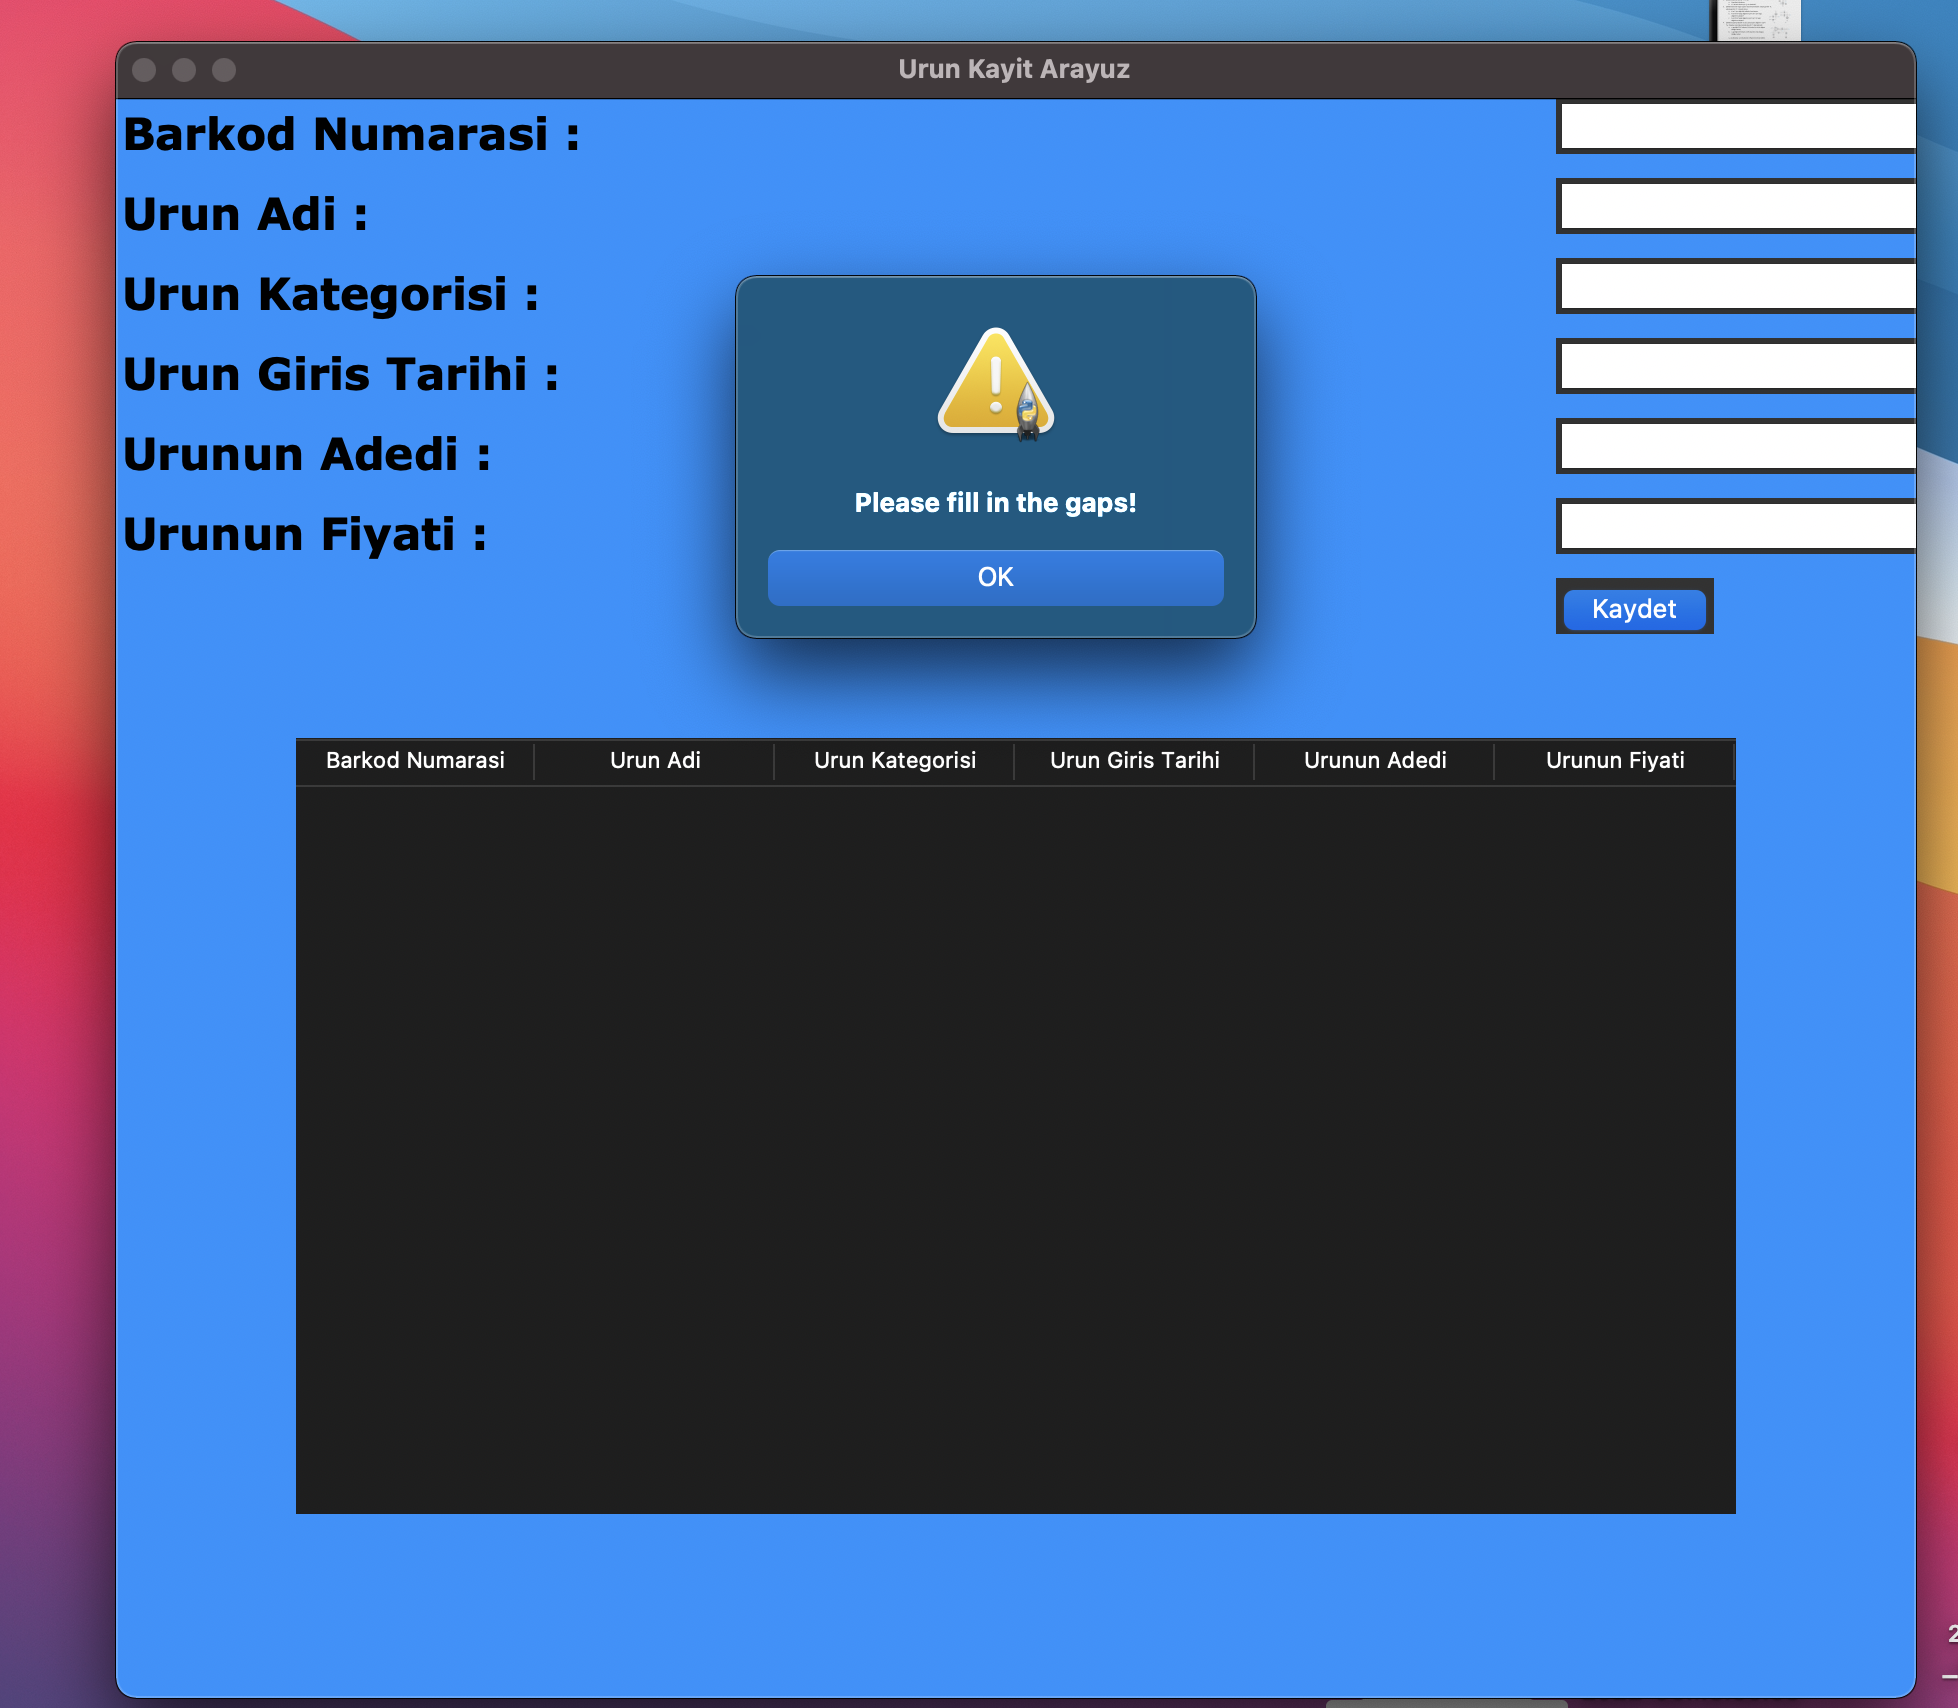 Urun Kayit Arayuz
Barkod Numarasi :
Urun Adi :
Urun Kategorisi :
Urun Giris Tarihi :
Urunun Adedi :
Urunun Fiyati :
Please fill in the gaps!
OK
Kaydet
Barkod Numarasi Urun Adi Urun Kategorisi Urun Giris Tarihi Urunun Adedi Urunun Fiyati